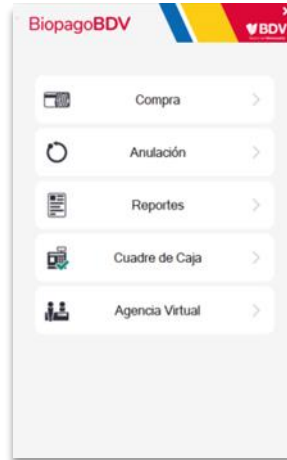 BiopagoBDV
BDV
Compra
Anulación
Reportes
Cuadre de Caja
Agencia Virtual